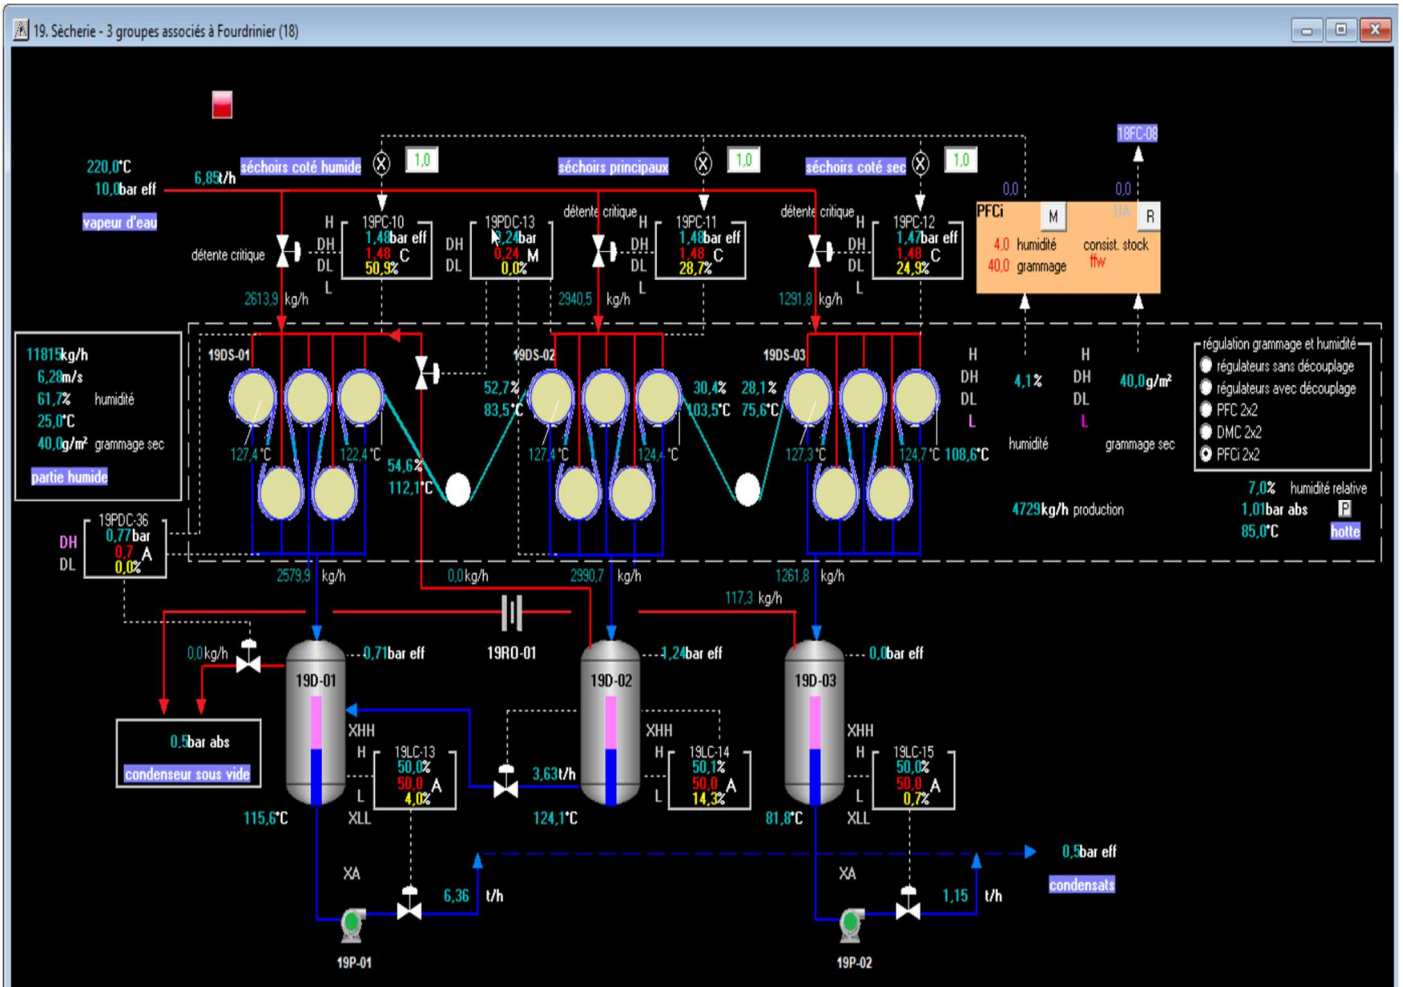 19. Sècherie - 3 groupes associés à Fourdrinier (18)
18FC-08
220,0°C
10,0bar eff
vapeur d'eau
6,85t/h
séchoirs coté humide
1,0
séchoirs principaux
1,0
séchoirs coté sec
1,0
0,0
0,0
PFCi
M
R
4,0 humidité
40,0 grammage
consist. stock
ffw
détente critique
H
DH
DL
L
19PC-10
1,48bar eff
1,48 C
50,9%
DH
DL
19PDC-13
0,24bar
0,24 M
0,0%
détente critique
H
DH
DL
L
19PC-11
1,48bar eff
1,48 C
28,7%
détente critique
H
DH
DL
L
19PC-12
1,47bar eff
1,48 C
24,9%
2613,9 kg/h
2940,5 kg/h
1291,8 kg/h
11815kg/h
6,28m/s
61,7% humidité
25,0°C
40,0g/m² grammage sec
partie humide
19DS-01
19DS-02
19DS-03
52,7%
83,5°C
30,4%
103,5°C
28,1%
75,6°C
127,4 °C
122,4 °C
54,6%
112,1°C
127,4 °C
124,4 °C
127,3 °C
124,7 °C
108,6°C
H
DH
DL
L
4,1%
humidité
H
DH
DL
L
40,0g/m²
grammage sec
régulation grammage et humidité
régulateurs sans découplage
régulateurs avec découplage
PFC 2x2
DMC 2x2
PFCi 2x2
4729kg/h production
7,0% humidité relative
1,01bar abs P
85,0°C hotte
DH
DL
19PDC-36
0,77bar
0,7 A
0,0%
2579,9 kg/h
0,0kg/h
2990,7 kg/h
1261,8 kg/h
117,3 kg/h
19RO-01
0,0kg/h
0,71bar eff
1,24bar eff
0,0bar eff
19D-01
19D-02
19D-03
0,5bar abs
condenseur sous vide
XHH
H
L
XLL
19LC-13
50,0%
50,0 A
4,0%
3,63t/h
XHH
H
L
19LC-14
50,1%
50,0 A
14,3%
XHH
H
L
XLL
19LC-15
50,0%
50,0 A
0,7%
115,6°C
124,1°C
81,8°C
0,5bar eff
condensats
XA
6,36 t/h
XA
1,15 t/h
19P-01
19P-02